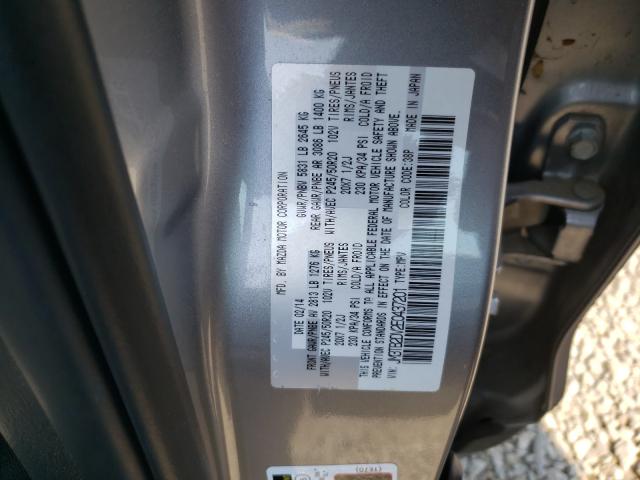 MFD. BY MAZDA MOTOR CORPORATION
02/14 GVWR/PNBV 5831 LB 2645 KG
FRONT GAWR/PNBE AV 2813 LB 1276 KG REAR GAWR/PNBE AR 3086 LB 1400 KG
WITH/AVEC P245/50R20 102V TIRES/PNEUS WITH/AVEC P245/50R20 102V TIRES/PNEUS
20X7 1/2J RIMS/JANTES 20X7 1/2J RIMS/JANTES
230 KPA/34 PSI COLD/A FROID 230 KPA/34 PSI COLD/A FROID
THIS VEHICLE CONFORMS TO ALL APPLICABLE FEDERAL MOTOR VEHICLE SAFETY AND THEFT
PREVENTION STANDARDS IN EFFECT ON THE DATE OF MANUFACTURE SHOWN ABOVE.
COLOR CODE:38P MADE IN JAPAN
VIN: JM3TB2DV2E0437201 TYPE:MPV